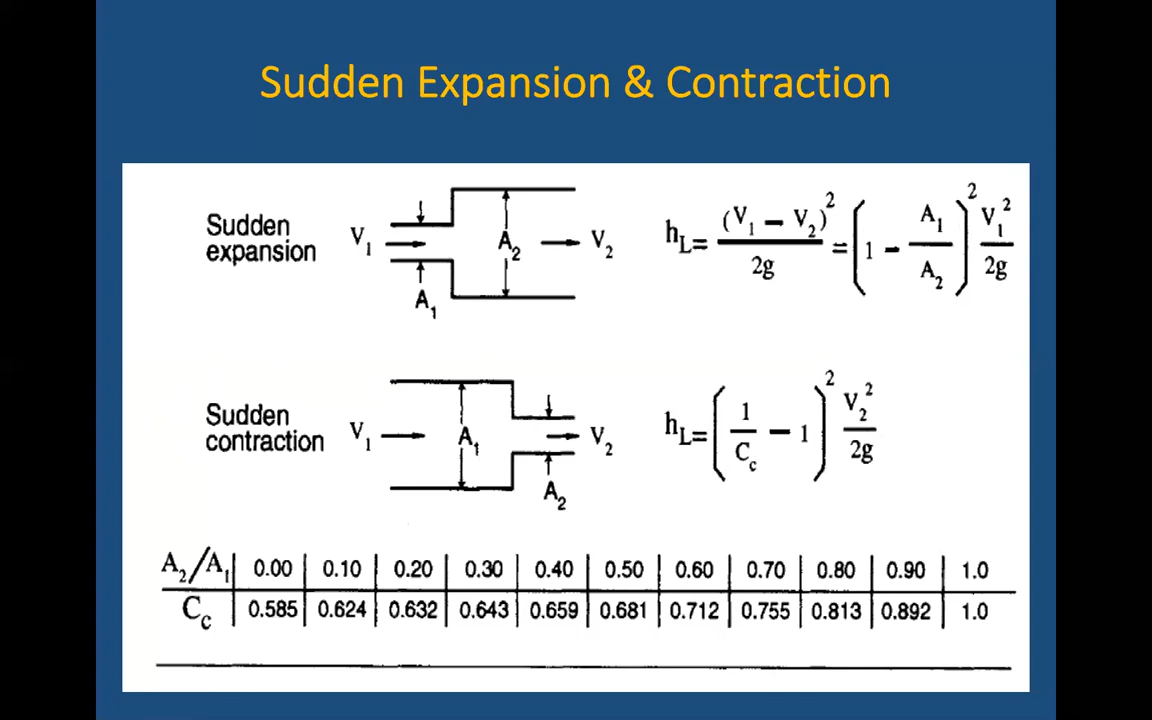 Sudden Expansion & Contraction
Sudden expansion V₁ A₁ A₂ V₂ h_L= (V₁ − V₂)² / 2g = (1 − A₁/A₂)² V₁²/2g
Sudden contraction V₁ A₁ V₂ A₂ h_L= (1/C_c − 1)² V₂²/2g
A₂/A₁ 0.00 0.10 0.20 0.30 0.40 0.50 0.60 0.70 0.80 0.90 1.0
C_c 0.585 0.624 0.632 0.643 0.659 0.681 0.712 0.755 0.813 0.892 1.0